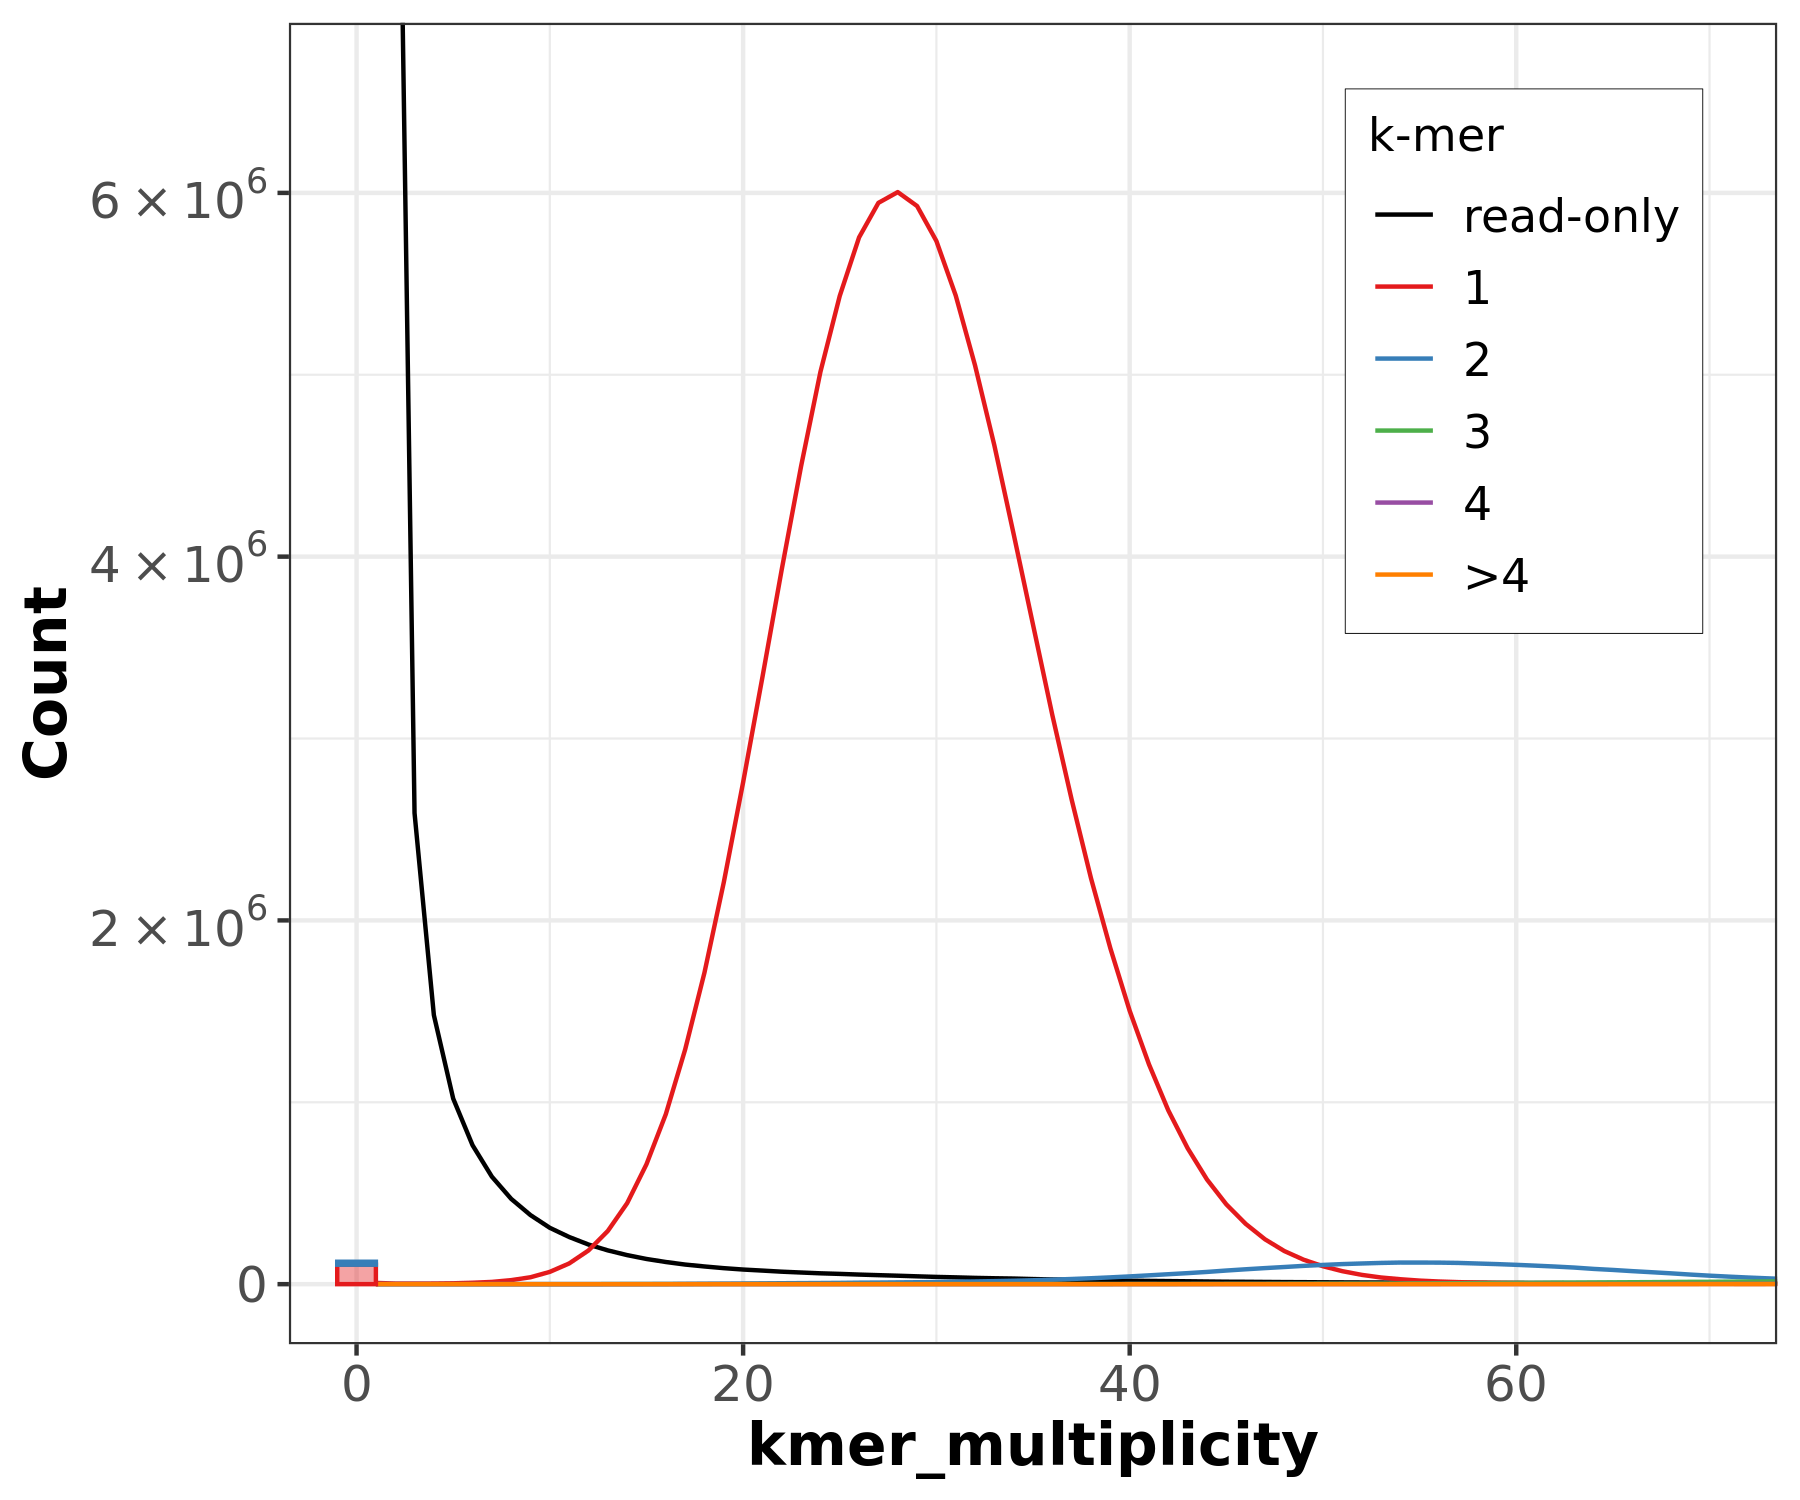 k-mer
read-only
1
2
3
4
>4
6 × 10⁶
4 × 10⁶
2 × 10⁶
0
Count
0 20 40 60
kmer_multiplicity